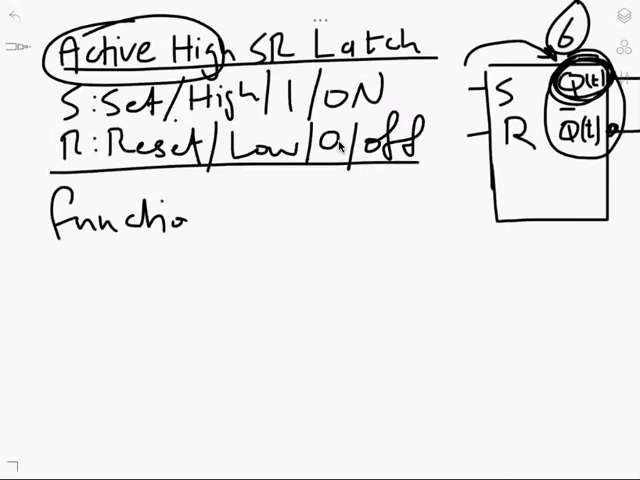 Active High SR Latch
S:Set/High/1/ON
R:Reset/Low/0/off
Functio
6
S Q(t)
R Q̅(t)